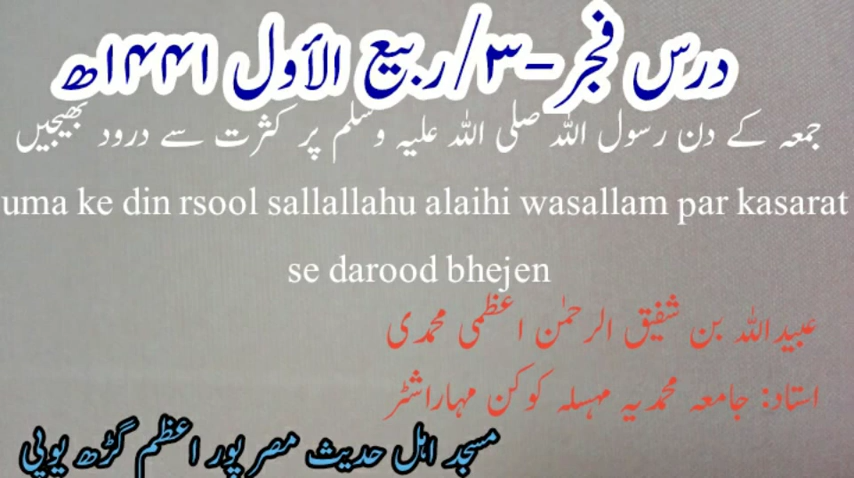 درس فجر-۳/ربیع الأول ۱۴۴۱ھ
جمعہ کے دن رسول اللہ صلی اللہ علیہ وسلم پر کثرت سے درود بھیجیں
uma ke din rsool sallallahu alaihi wasallam par kasarat
se darood bhejen
عبیداللہ بن شفیق الرحمٰن اعظمی محمدی
استاد: جامعہ محمدیہ مہسلہ کوکن مہاراشٹر
مسجد اہل حدیث مصر پور اعظم گڑھ یوپی